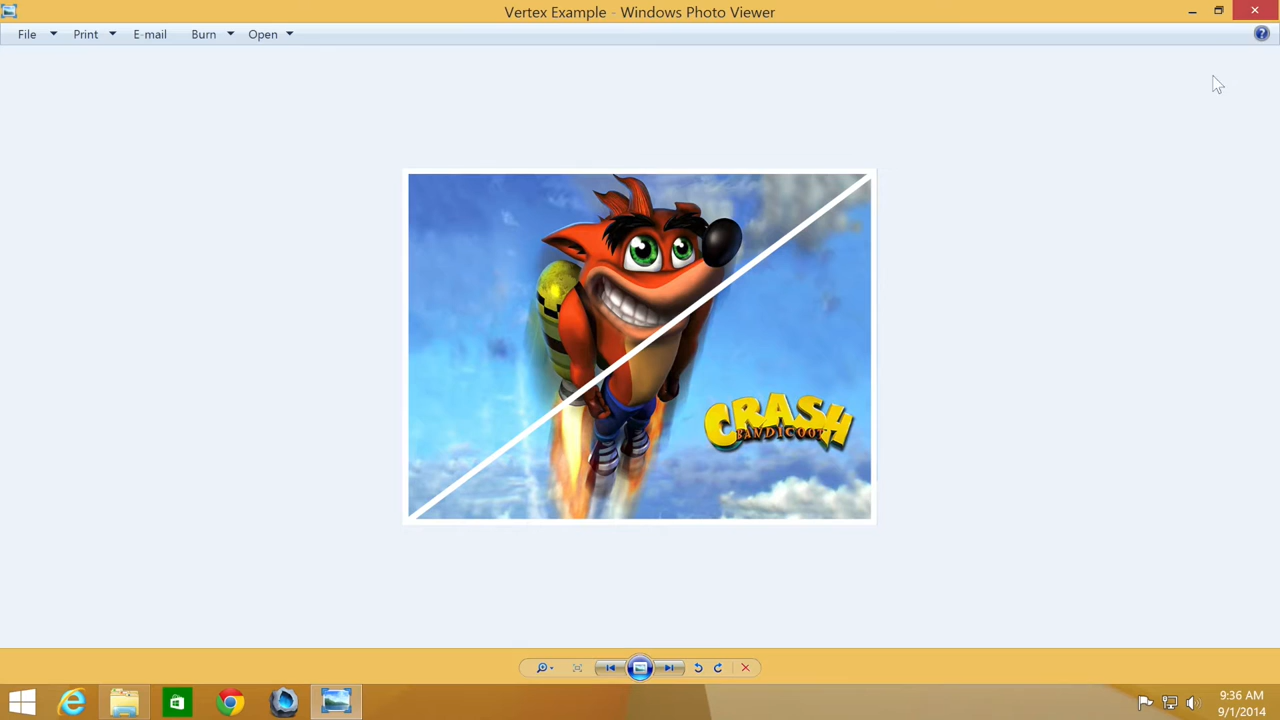 Vertex Example - Windows Photo Viewer
File Print E-mail Burn Open
CRASH
BANDICOOT
9:36 AM
9/1/2014